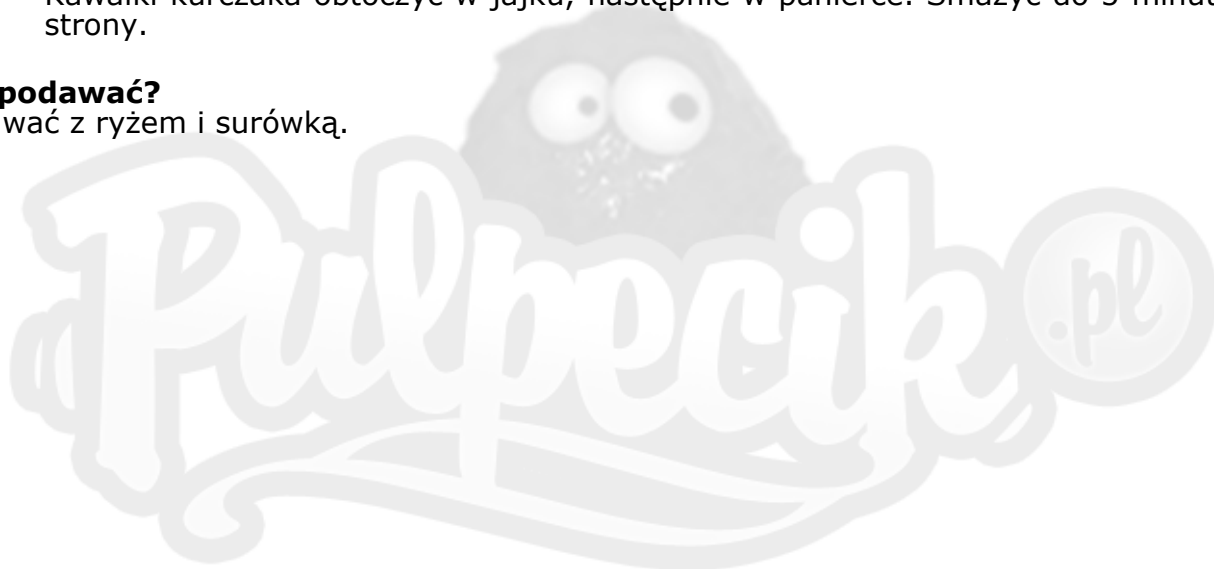 Kawałki kurczaka obtoczyć w jajku, następnie w panierce. Smażyć do 5 minut
strony.
podawać?
wać z ryżem i surówką.
Pulpecik.pl